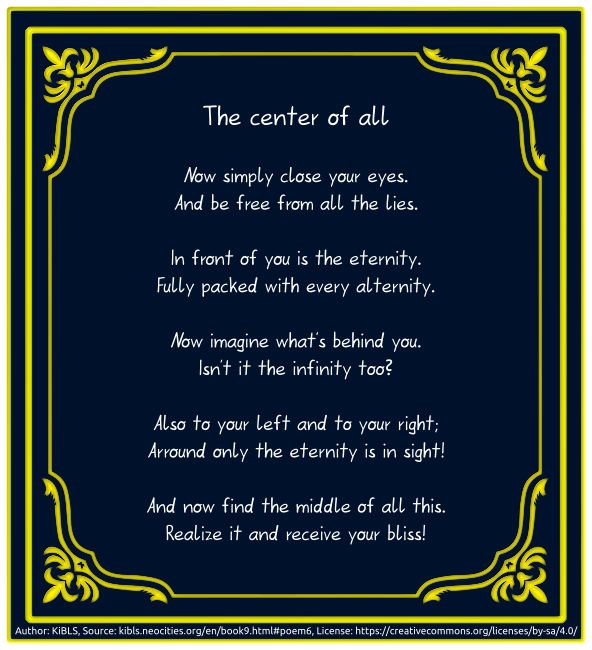 The center of all
Now simply close your eyes.
And be free from all the lies.
In front of you is the eternity.
Fully packed with every alternity.
Now imagine what's behind you.
Isn't it the infinity too?
Also to your left and to your right;
Arround only the eternity is in sight!
And now find the middle of all this.
Realize it and receive your bliss!
Author: KiBLS, Source: kibls.neocities.org/en/book9.html#poem6, License: https://creativecommons.org/licenses/by-sa/4.0/